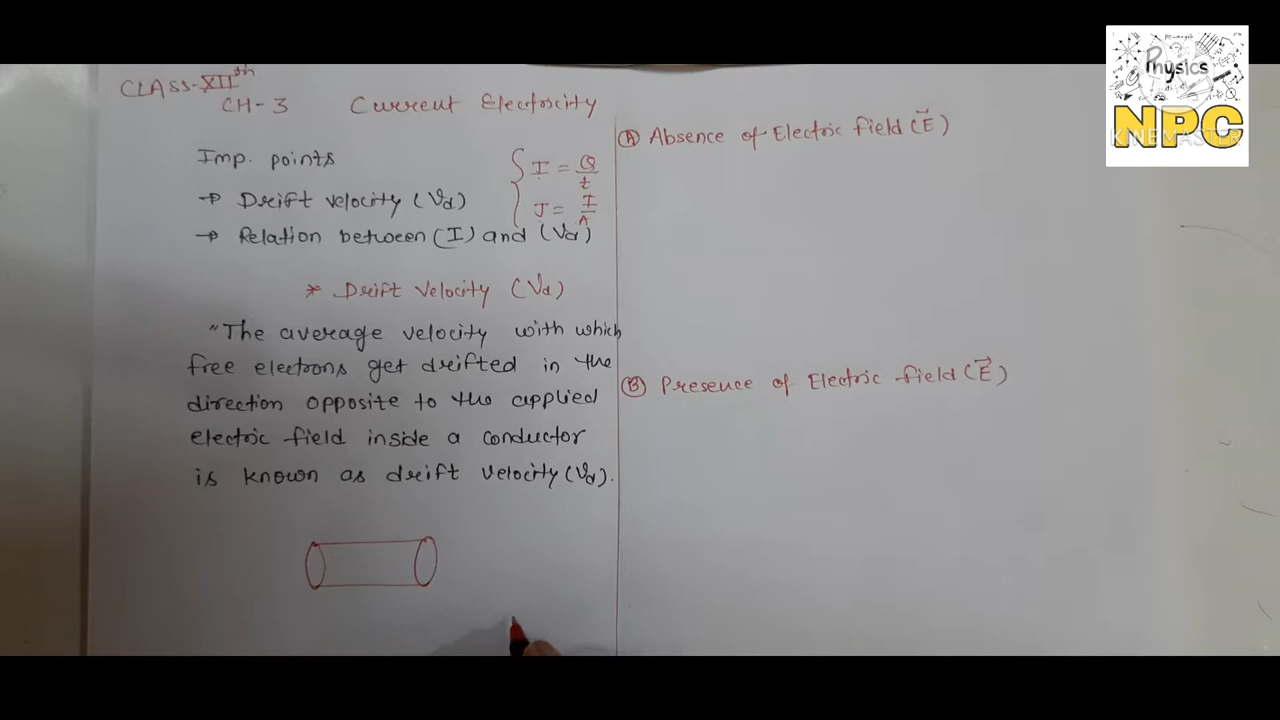 CLASS-XIIth
CH-3 Current Electricity
Imp. points
→ Drift velocity (Vd)
→ Relation between (I) and (Vd)
{ I = Q/t
J = I/A
* Drift Velocity (Vd)
"The average velocity with which
free electrons get drifted in the
direction opposite to the applied
electric field inside a conductor
is known as drift velocity (Vd).
Ⓐ Absence of Electric field (E⃗)
Ⓑ Presence of Electric field (E⃗)
Physics
NPC
KINEMASTER